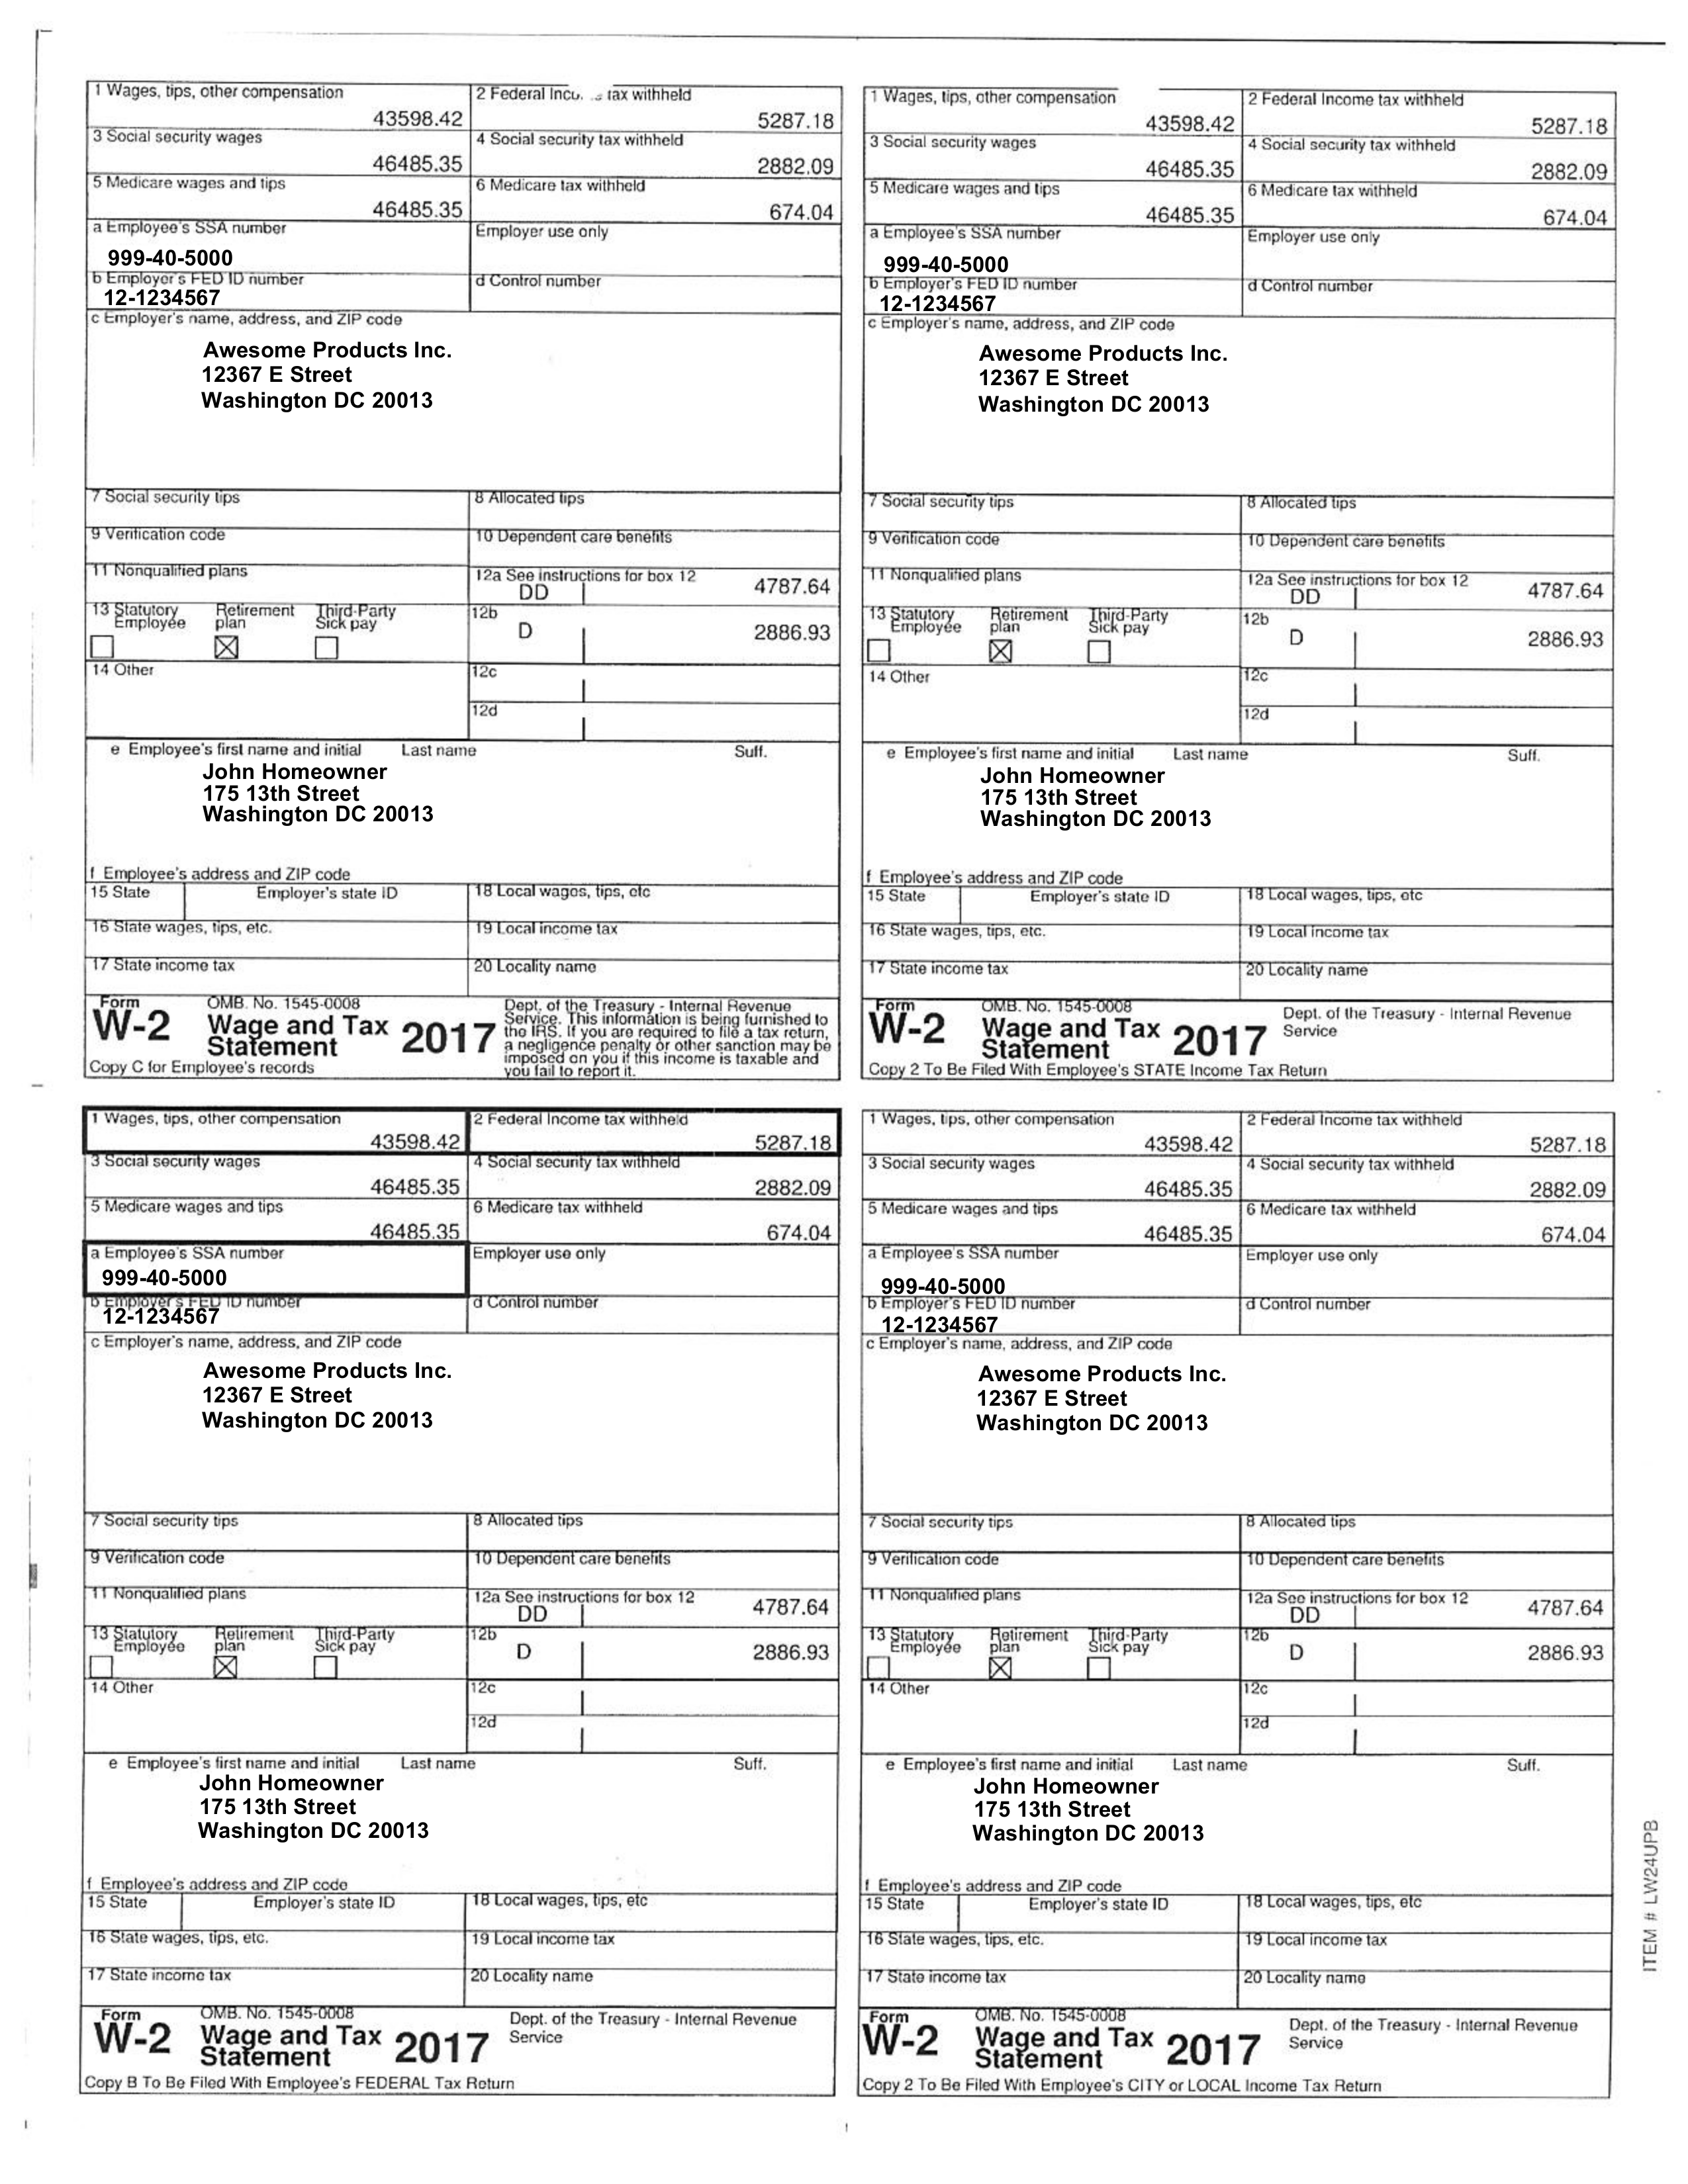 1 Wages, tips, other compensation
43598.42
2 Federal tax withheld
5287.18
3 Social security wages
46485.35
4 Social security tax withheld
2882.09
5 Medicare wages and tips
46485.35
6 Medicare tax withheld
674.04
a Employee's SSA number
999-40-5000
Employer use only
b Employer's FED ID number
12-1234567
d Control number
c Employer's name, address, and ZIP code
Awesome Products Inc.
12367 E Street
Washington DC 20013
7 Social security tips
8 Allocated tips
9 Verification code
10 Dependent care benefits
11 Nonqualified plans
12a See instructions for box 12
DD 4787.64
13 Statutory Employee
Retirement plan
Third-Party Sick pay
12b
D 2886.93
14 Other
12c
12d
e Employee's first name and initial Last name Suff.
John Homeowner
175 13th Street
Washington DC 20013
f Employee's address and ZIP code
15 State Employer's state ID
18 Local wages, tips, etc
16 State wages, tips, etc.
19 Local income tax
17 State income tax
20 Locality name
Form W-2
OMB. No. 1545-0008
Wage and Tax
Statement
2017
Dept. of the Treasury - Internal Revenue
Service. This information is being furnished to
the IRS. If you are required to file a tax return,
a negligence penalty or other sanction may be
imposed on you if this income is taxable and
you fail to report it.
Copy C for Employee's records
1 Wages, tips, other compensation
43598.42
2 Federal Income tax withheld
5287.18
3 Social security wages
46485.35
4 Social security tax withheld
2882.09
5 Medicare wages and tips
46485.35
6 Medicare tax withheld
674.04
a Employee's SSA number
999-40-5000
Employer use only
b Employer's FED ID number
12-1234567
d Control number
c Employer's name, address, and ZIP code
Awesome Products Inc.
12367 E Street
Washington DC 20013
7 Social security tips
8 Allocated tips
9 Verification code
10 Dependent care benefits
11 Nonqualified plans
12a See instructions for box 12
DD 4787.64
13 Statutory Employee
Retirement plan
Third-Party Sick pay
12b
D 2886.93
14 Other
12c
12d
e Employee's first name and initial Last name Suff.
John Homeowner
175 13th Street
Washington DC 20013
f Employee's address and ZIP code
15 State Employer's state ID
18 Local wages, tips, etc
16 State wages, tips, etc.
19 Local income tax
17 State income tax
20 Locality name
Form W-2
OMB. No. 1545-0008
Wage and Tax
Statement
2017
Dept. of the Treasury - Internal Revenue
Service
Copy 2 To Be Filed With Employee's STATE Income Tax Return
1 Wages, tips, other compensation
43598.42
2 Federal Income tax withheld
5287.18
3 Social security wages
46485.35
4 Social security tax withheld
2882.09
5 Medicare wages and tips
46485.35
6 Medicare tax withheld
674.04
a Employee's SSA number
999-40-5000
Employer use only
b Employer's FED ID number
12-1234567
d Control number
c Employer's name, address, and ZIP code
Awesome Products Inc.
12367 E Street
Washington DC 20013
7 Social security tips
8 Allocated tips
9 Verification code
10 Dependent care benefits
11 Nonqualified plans
12a See instructions for box 12
DD 4787.64
13 Statutory Employee
Retirement plan
Third-Party Sick pay
12b
D 2886.93
14 Other
12c
12d
e Employee's first name and initial Last name Suff.
John Homeowner
175 13th Street
Washington DC 20013
f Employee's address and ZIP code
15 State Employer's state ID
18 Local wages, tips, etc
16 State wages, tips, etc.
19 Local income tax
17 State income tax
20 Locality name
Form W-2
OMB. No. 1545-0008
Wage and Tax
Statement
2017
Dept. of the Treasury - Internal Revenue
Service
Copy B To Be Filed With Employee's FEDERAL Tax Return
1 Wages, tips, other compensation
43598.42
2 Federal Income tax withheld
5287.18
3 Social security wages
46485.35
4 Social security tax withheld
2882.09
5 Medicare wages and tips
46485.35
6 Medicare tax withheld
674.04
a Employee's SSA number
999-40-5000
Employer use only
b Employer's FED ID number
12-1234567
d Control number
c Employer's name, address, and ZIP code
Awesome Products Inc.
12367 E Street
Washington DC 20013
7 Social security tips
8 Allocated tips
9 Verification code
10 Dependent care benefits
11 Nonqualified plans
12a See instructions for box 12
DD 4787.64
13 Statutory Employee
Retirement plan
Third-Party Sick pay
12b
D 2886.93
14 Other
12c
12d
e Employee's first name and initial Last name Suff.
John Homeowner
175 13th Street
Washington DC 20013
f Employee's address and ZIP code
15 State Employer's state ID
18 Local wages, tips, etc
16 State wages, tips, etc.
19 Local income tax
17 State income tax
20 Locality name
Form W-2
OMB. No. 1545-0008
Wage and Tax
Statement
2017
Dept. of the Treasury - Internal Revenue
Service
Copy 2 To Be Filed With Employee's CITY or LOCAL Income Tax Return
ITEM # LW24UPB